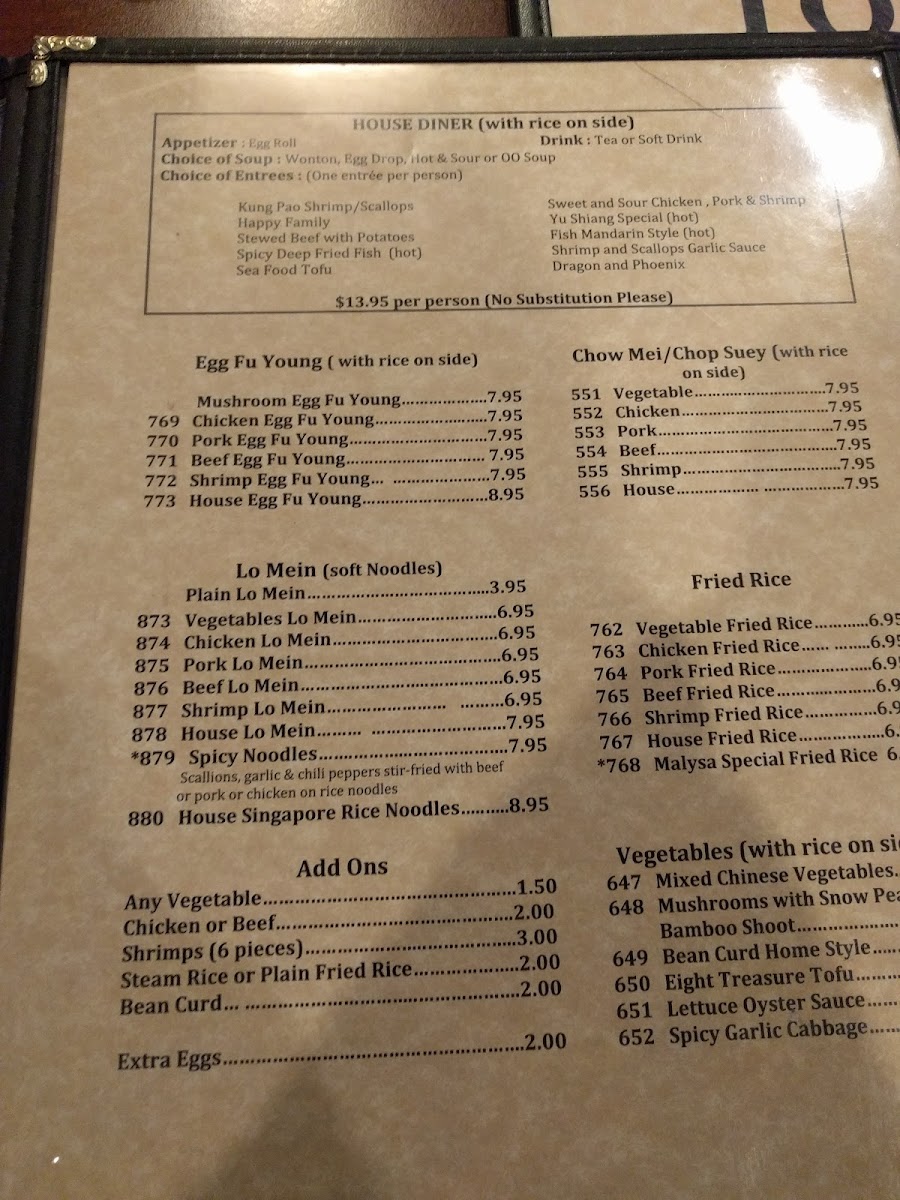 HOUSE DINER (with rice on side)
Appetizer : Egg Roll
Drink : Tea or Soft Drink
Choice of Soup : Wonton, Egg Drop, Hot & Sour or OO Soup
Choice of Entrees : (One entrée per person)
Kung Pao Shrimp/Scallops
Happy Family
Stewed Beef with Potatoes
Spicy Deep Fried Fish (hot)
Sea Food Tofu
Sweet and Sour Chicken , Pork & Shrimp
Yu Shiang Special (hot)
Fish Mandarin Style (hot)
Shrimp and Scallops Garlic Sauce
Dragon and Phoenix
$13.95 per person (No Substitution Please)
Egg Fu Young ( with rice on side)
Mushroom Egg Fu Young..................7.95
769 Chicken Egg Fu Young.......................7.95
770 Pork Egg Fu Young.............................7.95
771 Beef Egg Fu Young............................. 7.95
772 Shrimp Egg Fu Young... .....................7.95
773 House Egg Fu Young..........................8.95
Chow Mei/Chop Suey (with rice
on side)
551 Vegetable.............................7.95
552 Chicken................................7.95
553 Pork.....................................7.95
554 Beef.....................................7.95
555 Shrimp.................................7.95
556 House.................. .................7.95
Lo Mein (soft Noodles)
Plain Lo Mein.......................................3.95
873 Vegetables Lo Mein.............................6.95
874 Chicken Lo Mein...................................6.95
875 Pork Lo Mein.........................................6.95
876 Beef Lo Mein..........................................6.95
877 Shrimp Lo Mein......................... .........6.95
878 House Lo Mein......... ...........................7.95
*879 Spicy Noodles.......................................7.95
Scallions, garlic & chili peppers stir-fried with beef
or pork or chicken on rice noodles
880 House Singapore Rice Noodles..........8.95
Fried Rice
762 Vegetable Fried Rice............6.95
763 Chicken Fried Rice...... ........6.95
764 Pork Fried Rice....................6.9
765 Beef Fried Rice.....................6.9
766 Shrimp Fried Rice...............6.9
767 House Fried Rice..................6.
*768 Malysa Special Fried Rice 6.
Add Ons
Any Vegetable....................................................1.50
Chicken or Beef.................................................2.00
Shrimps (6 pieces)...........................................3.00
Steam Rice or Plain Fried Rice......................2.00
Bean Curd... .......................................................2.00
Extra Eggs..............................................................2.00
Vegetables (with rice on si
647 Mixed Chinese Vegetables.
648 Mushrooms with Snow Pea
Bamboo Shoot..................
649 Bean Curd Home Style......
650 Eight Treasure Tofu.........
651 Lettuce Oyster Sauce.......
652 Spicy Garlic Cabbage.......